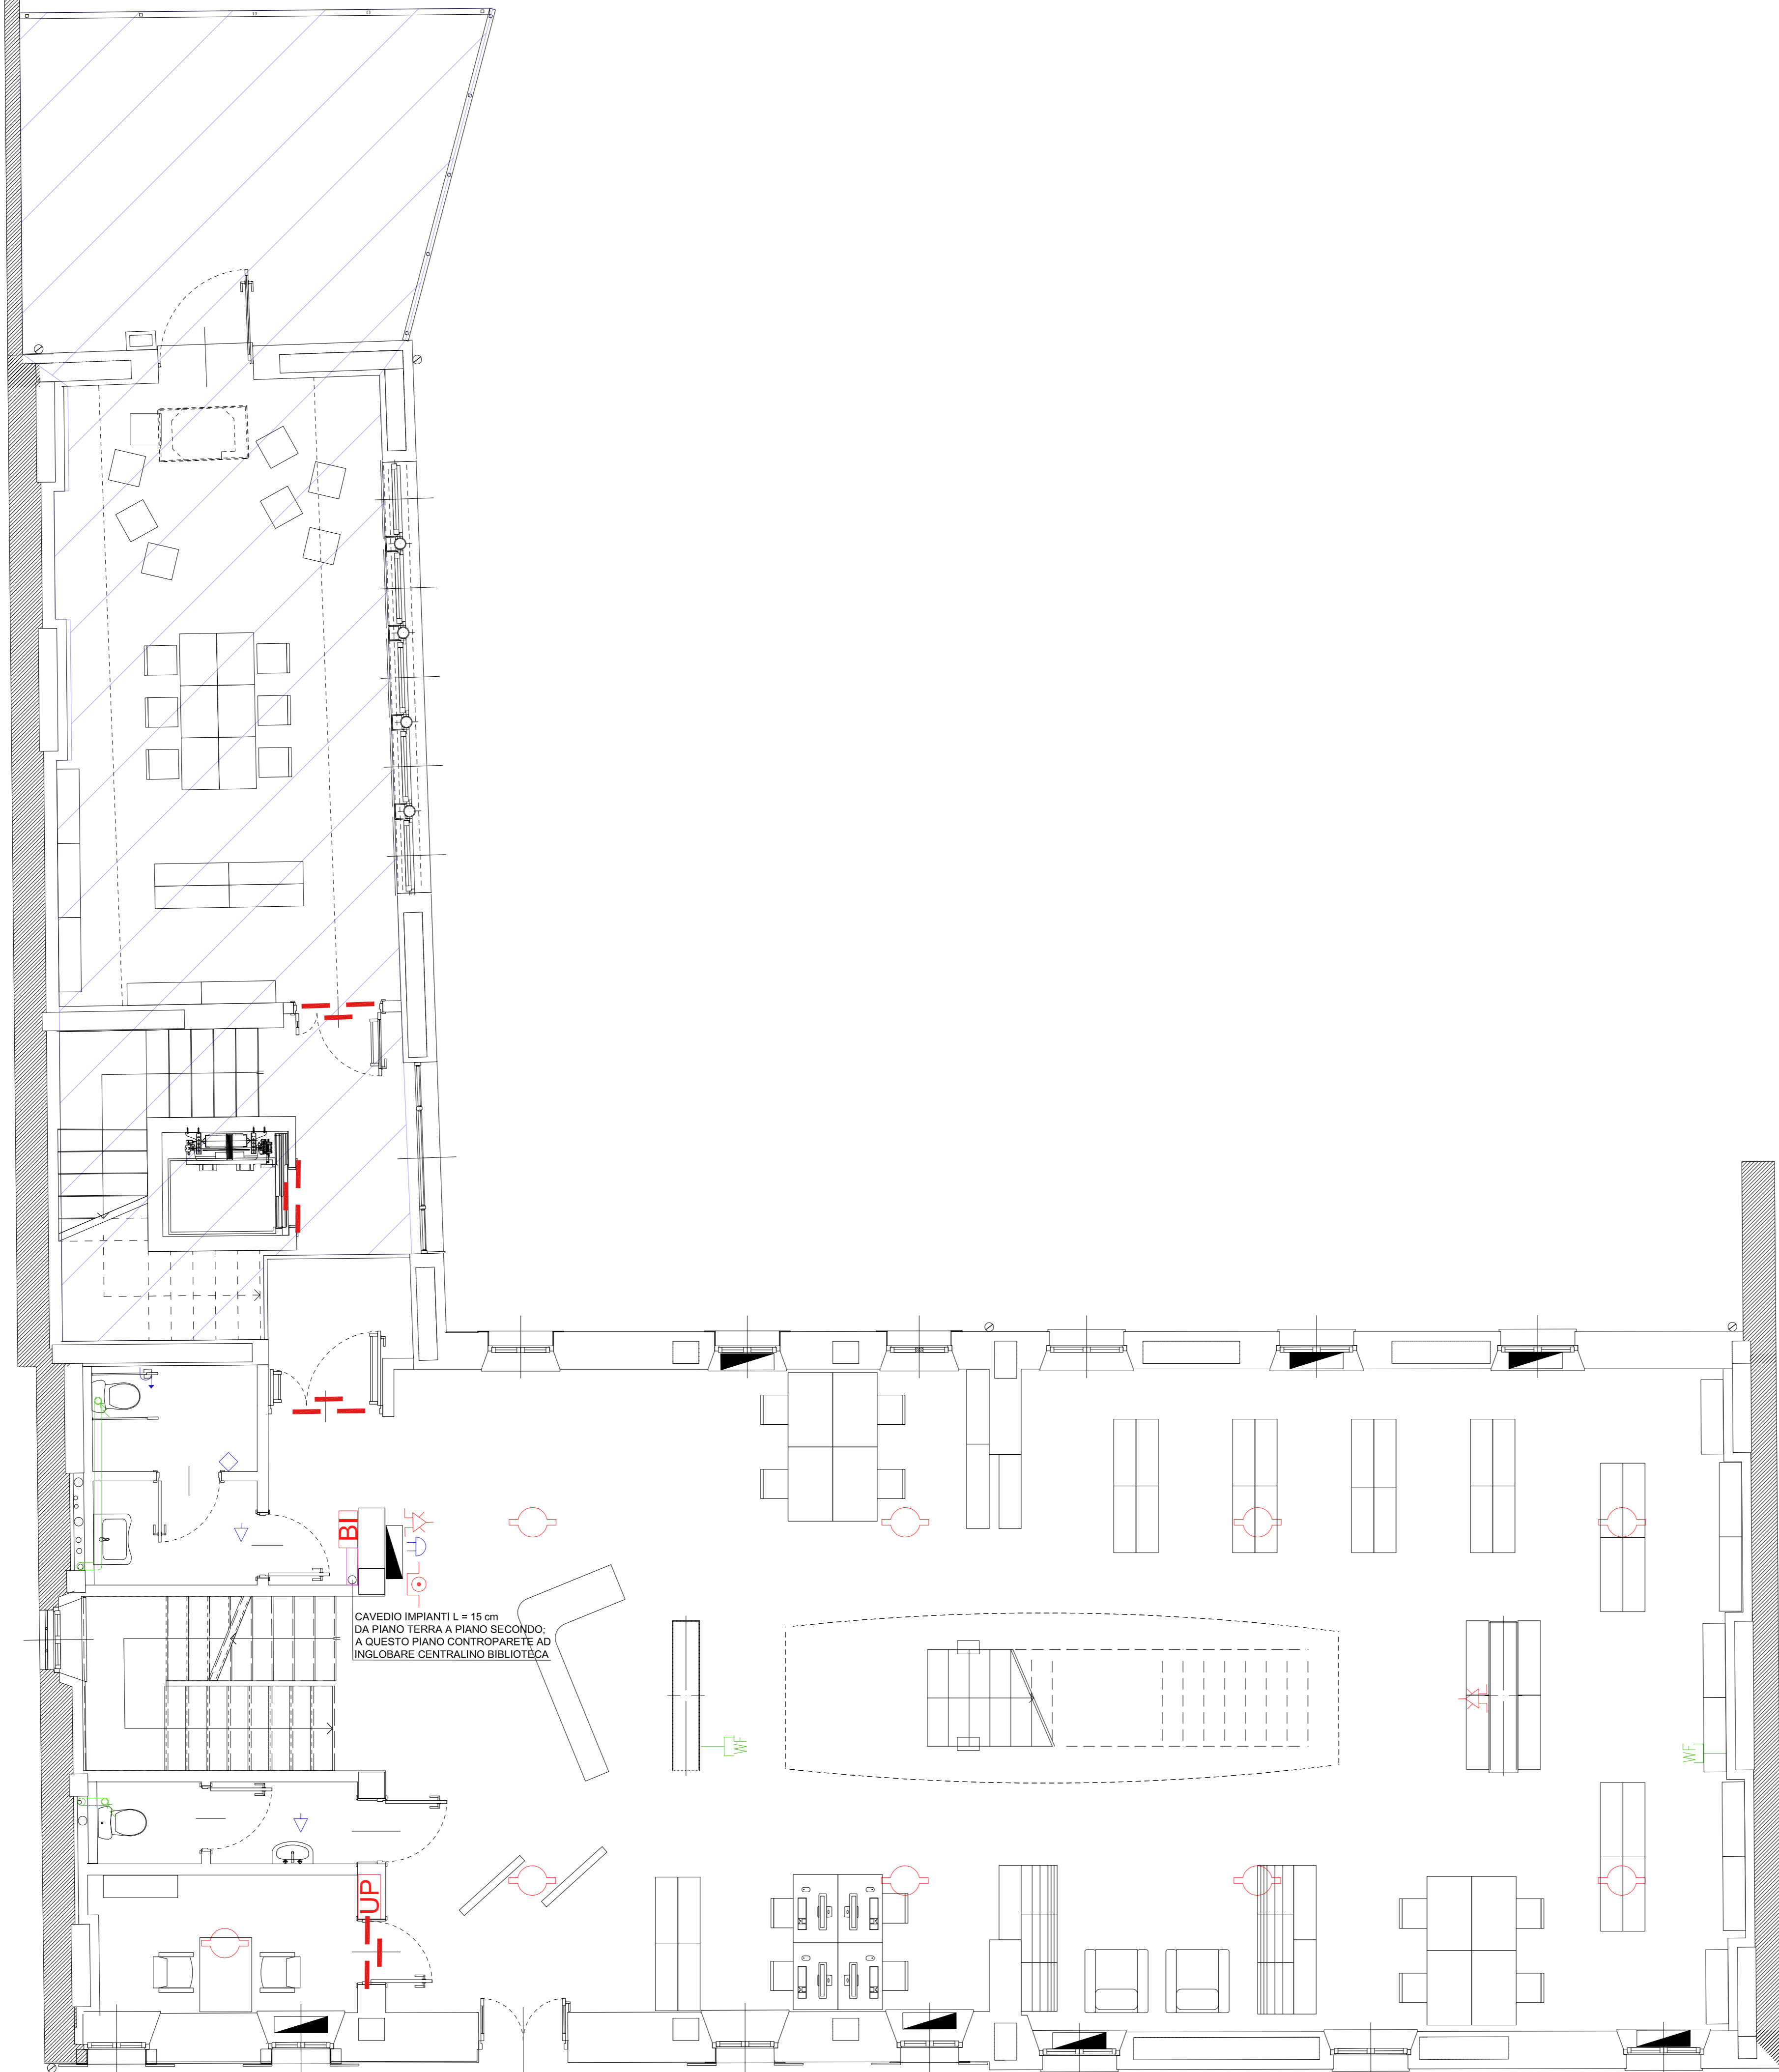 BI
CAVEDIO IMPIANTI L = 15 cm
DA PIANO TERRA A PIANO SECONDO;
A QUESTO PIANO CONTROPARETE AD
INGLOBARE CENTRALINO BIBLIOTECA
WF
WF
UP